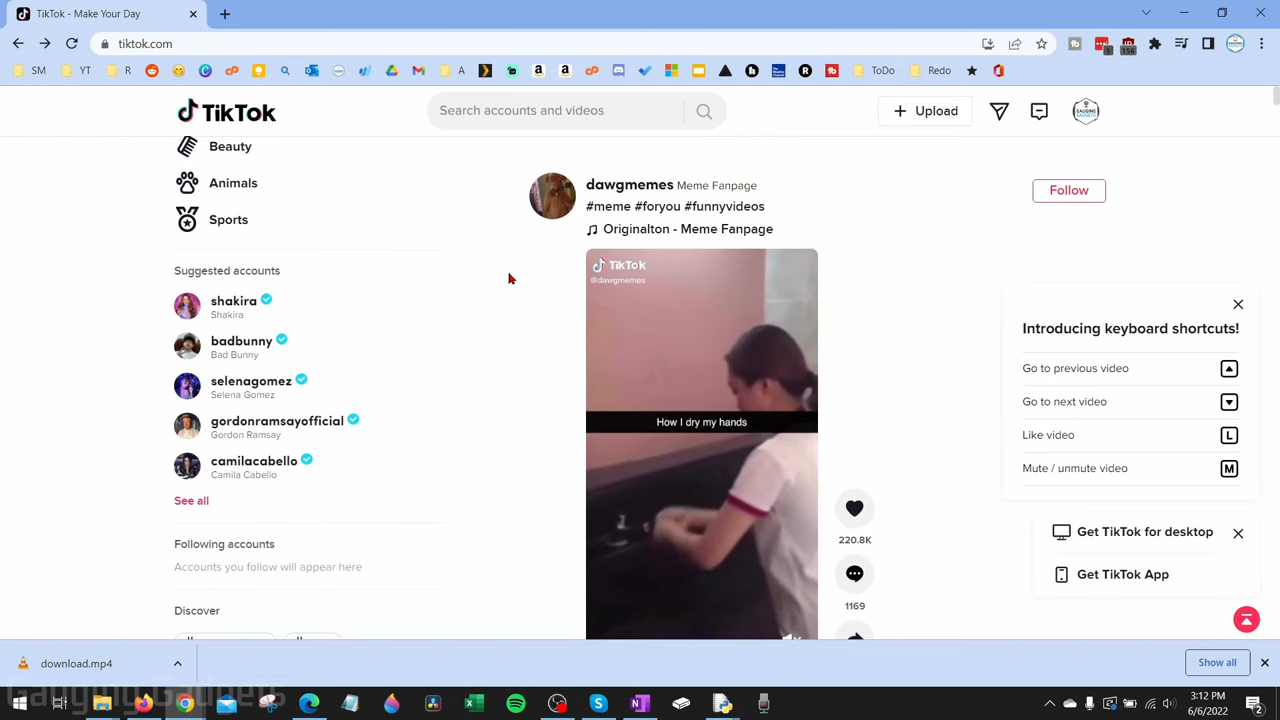 TikTok - Make Your Day
tiktok.com
SM
YT
R
A
ToDo
Redo
TikTok
Search accounts and videos
Upload
Beauty
Animals
Sports
Suggested accounts
shakira
Shakira
badbunny
Bad Bunny
selenagomez
Selena Gomez
gordonramsayofficial
Gordon Ramsay
camilacabello
Camila Cabello
See all
Following accounts
Accounts you follow will appear here
Discover
dawgmemes Meme Fanpage
#meme #foryou #funnyvideos
Originalton - Meme Fanpage
Follow
TikTok
@dawgmemes
How I dry my hands
220.8K
1169
Introducing keyboard shortcuts!
Go to previous video
Go to next video
Like video L
Mute / unmute video M
Get TikTok for desktop
Get TikTok App
download.mp4
Show all
Gauging Gadgets
3:12 PM
6/6/2022